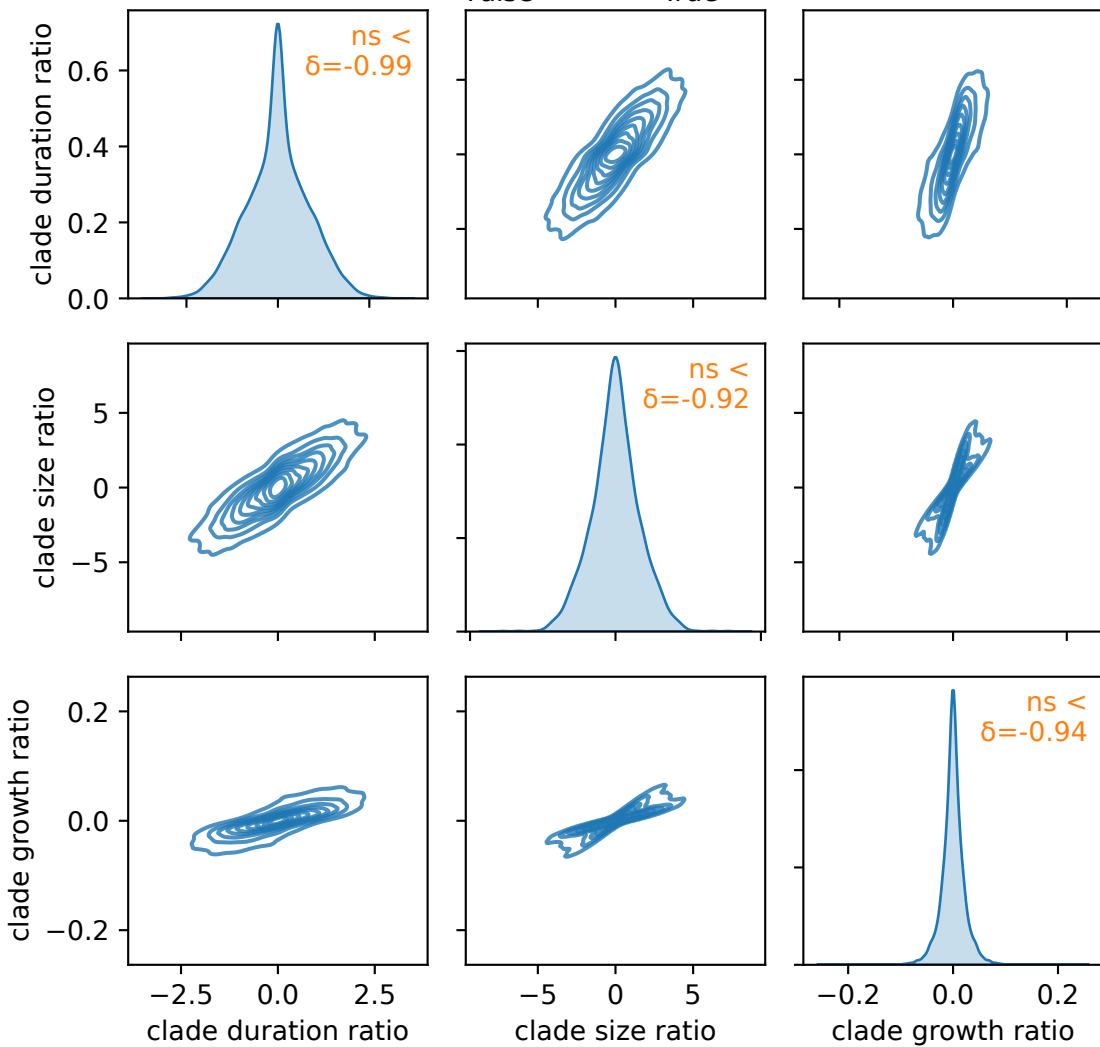 clade duration ratio
0.6
0.4
0.2
0.0
ns <
δ=-0.99
clade size ratio
5
0
−5
ns <
δ=-0.92
clade growth ratio
0.2
0.0
−0.2
ns <
δ=-0.94
−2.5 0.0 2.5
−5 0 5
−0.2 0.0 0.2
clade duration ratio
clade size ratio
clade growth ratio